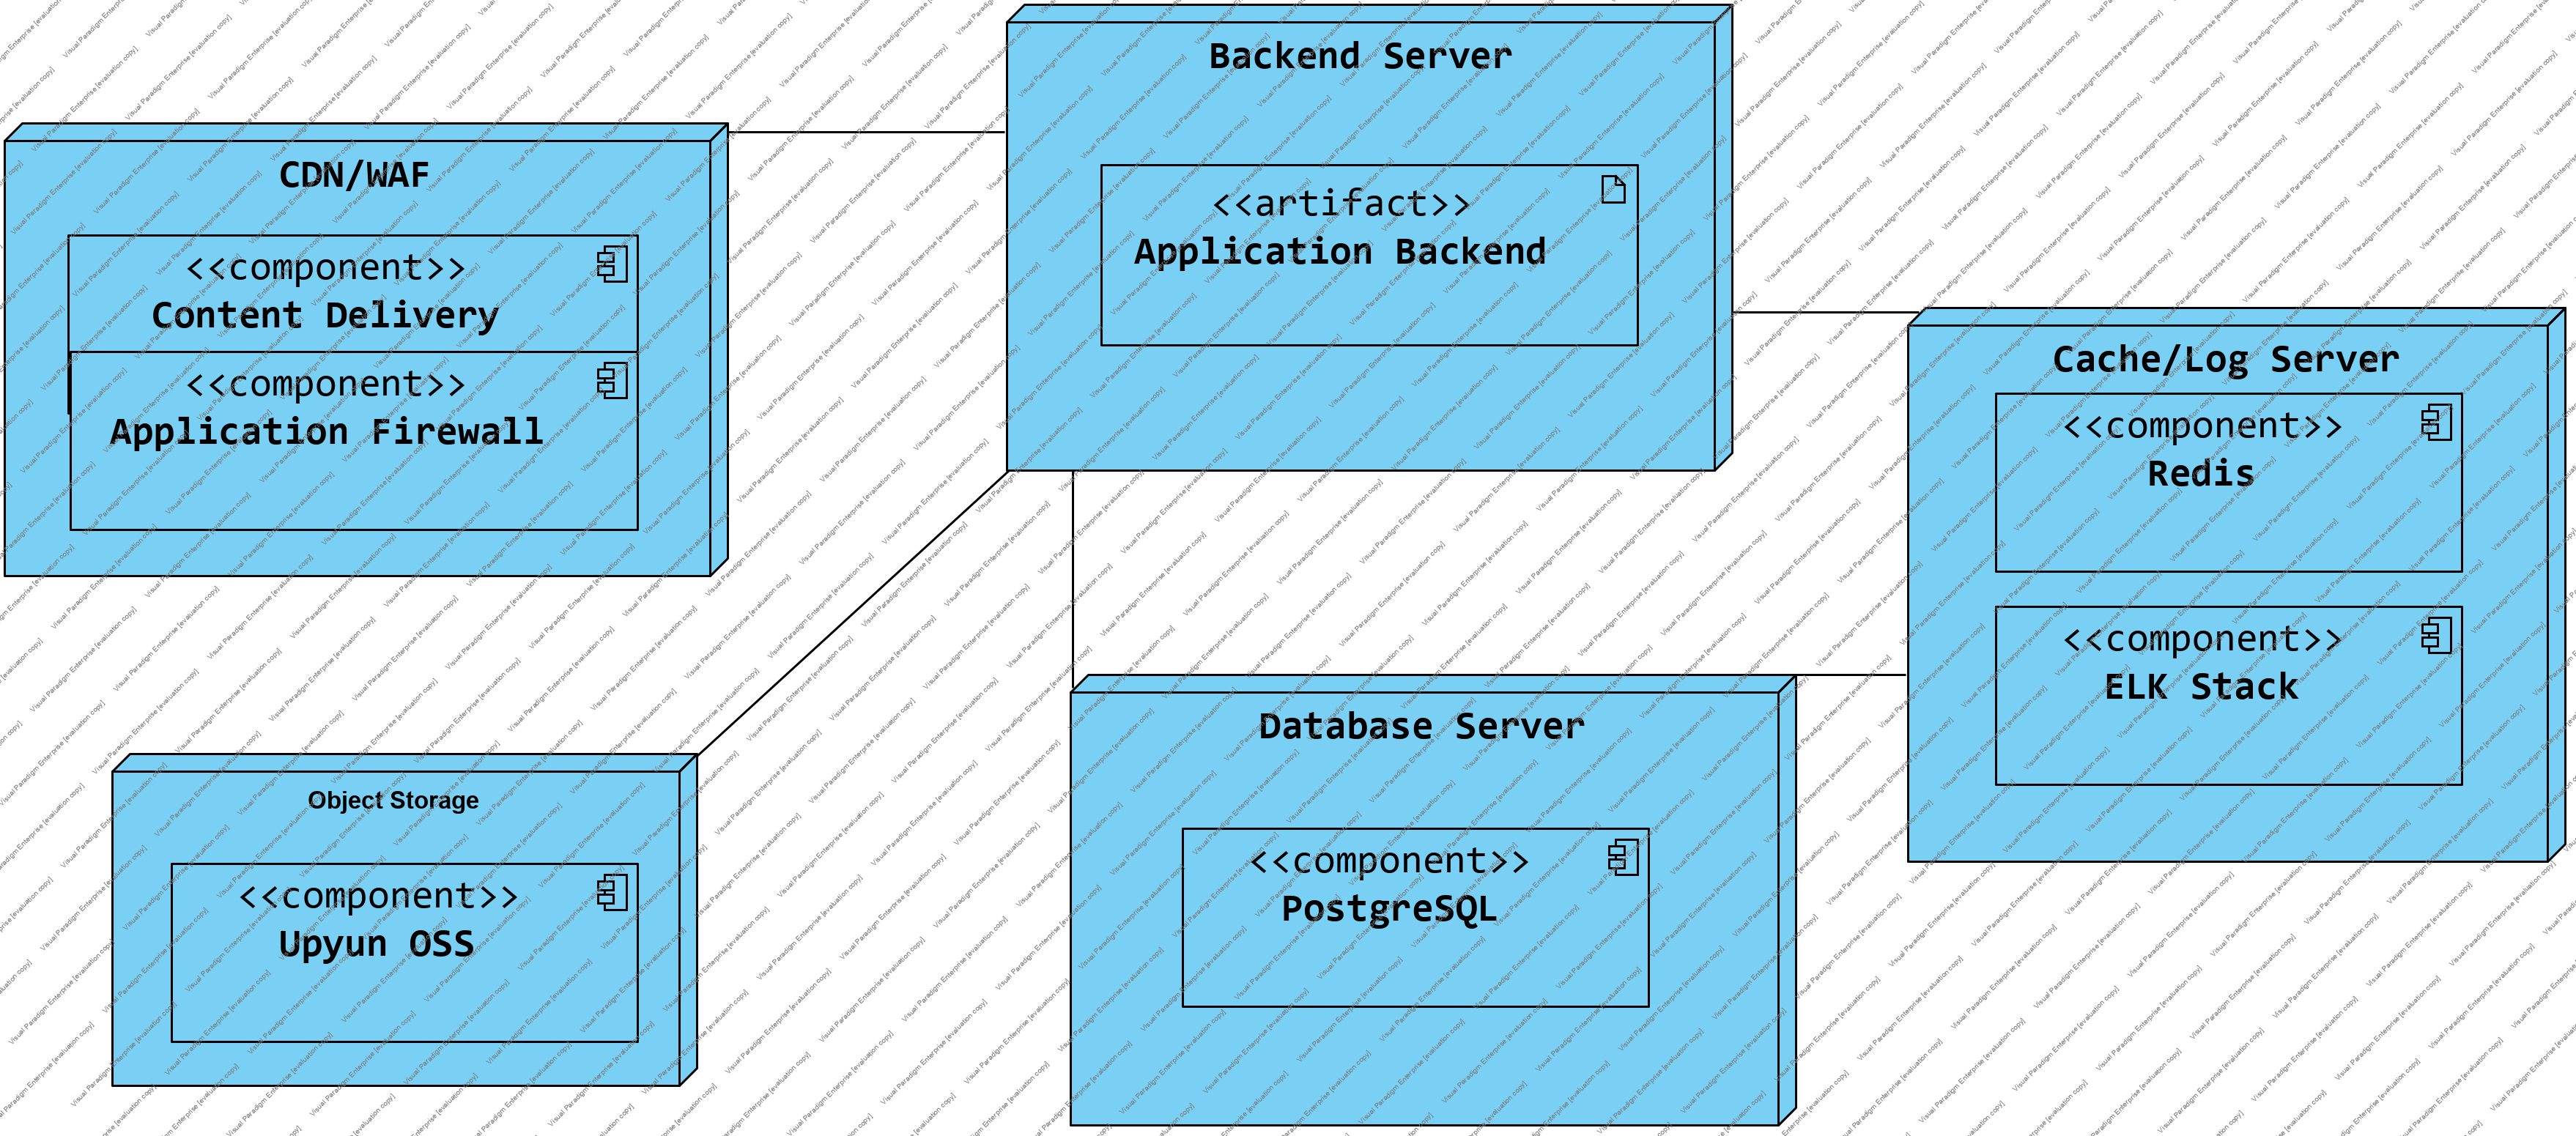 Backend Server
<<artifact>>
Application Backend
CDN/WAF
<<component>>
Content Delivery
<<component>>
Application Firewall
Cache/Log Server
<<component>>
Redis
<<component>>
ELK Stack
Database Server
<<component>>
PostgreSQL
Object Storage
<<component>>
Upyun OSS
Visual Paradigm Enterprise [evaluation copy]